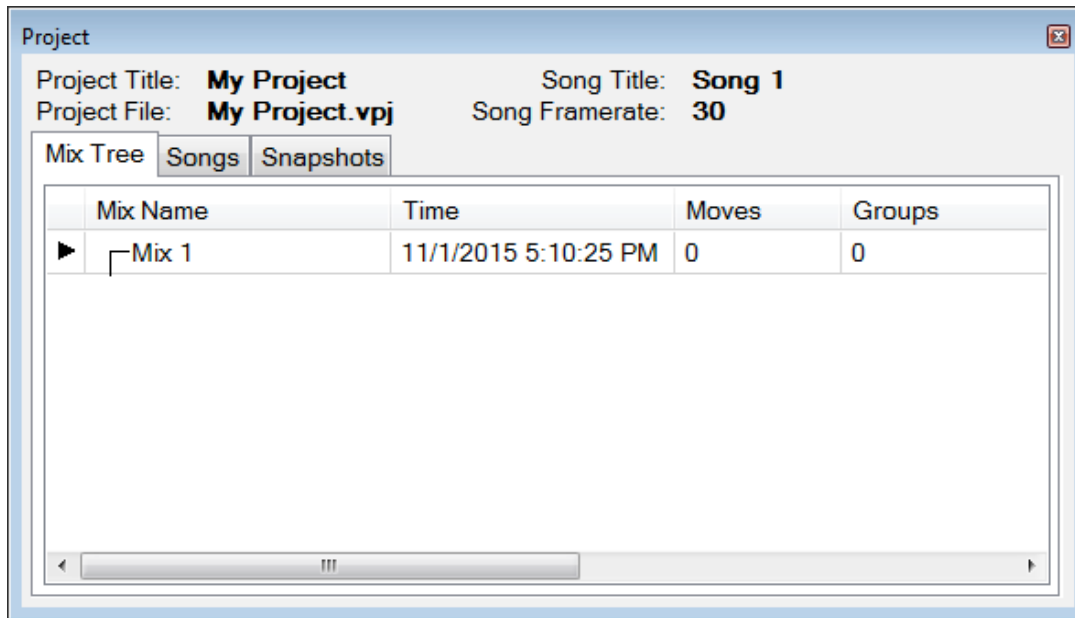 Project
Project Title: My Project Song Title: Song 1
Project File: My Project.vpj Song Framerate: 30
Mix Tree Songs Snapshots
Mix Name Time Moves Groups
Mix 1 11/1/2015 5:10:25 PM 0 0